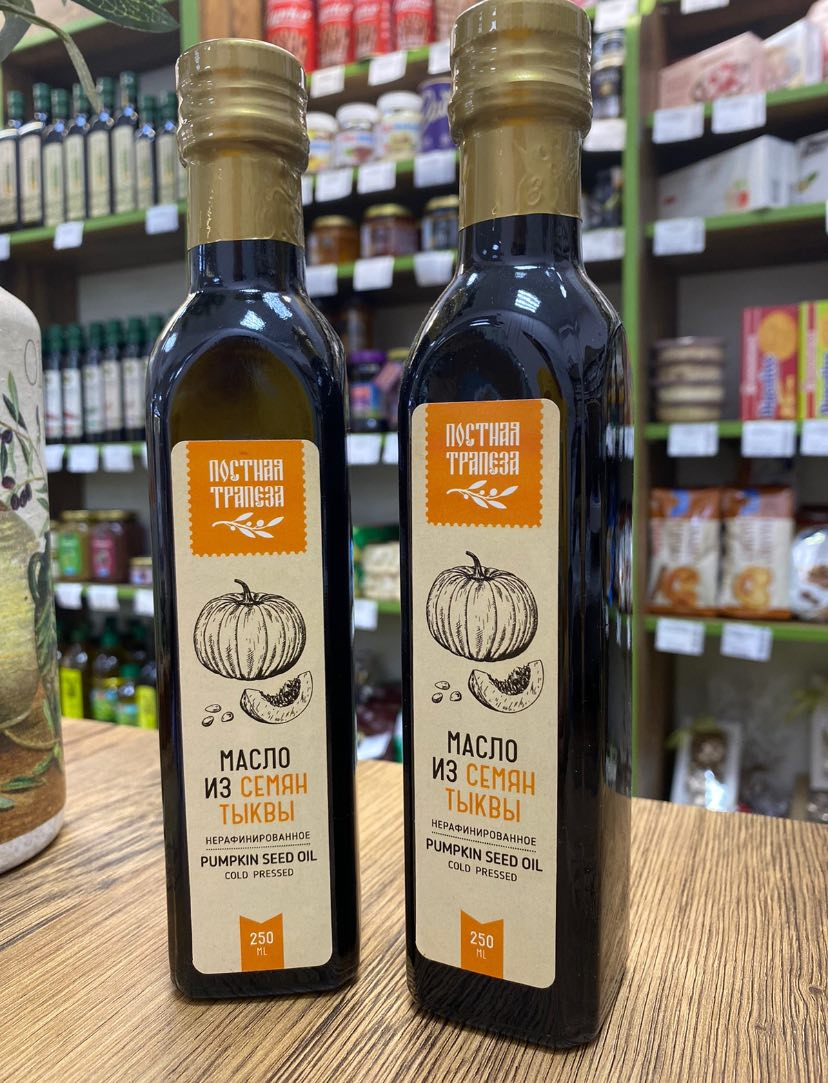 ПОСТНАЯ
ТРАПЕЗА
МАСЛО
ИЗ СЕМЯН
ТЫКВЫ
НЕРАФИНИРОВАННОЕ
PUMPKIN SEED OIL
COLD PRESSED
250
ML
ПОСТНАЯ
ТРАПЕЗА
МАСЛО
ИЗ СЕМЯН
ТЫКВЫ
НЕРАФИНИРОВАННОЕ
PUMPKIN SEED OIL
COLD PRESSED
250
ML